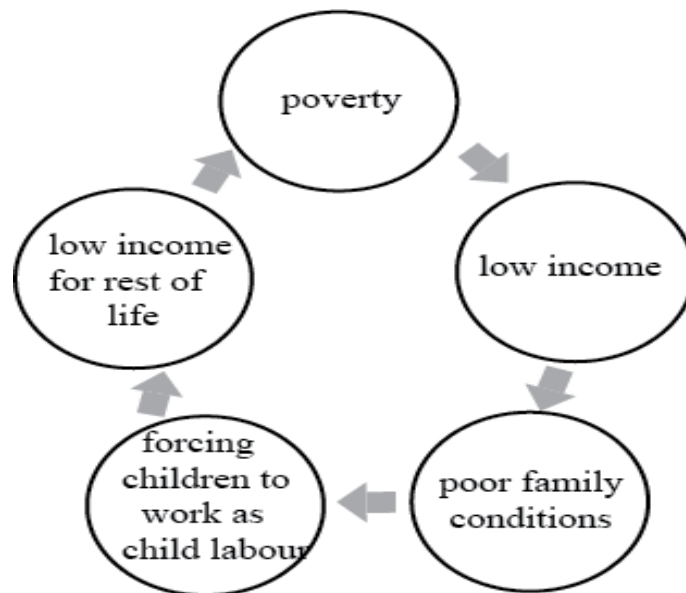 poverty
low income
poor family
conditions
forcing
children to
work as
child labour
low income
for rest of
life